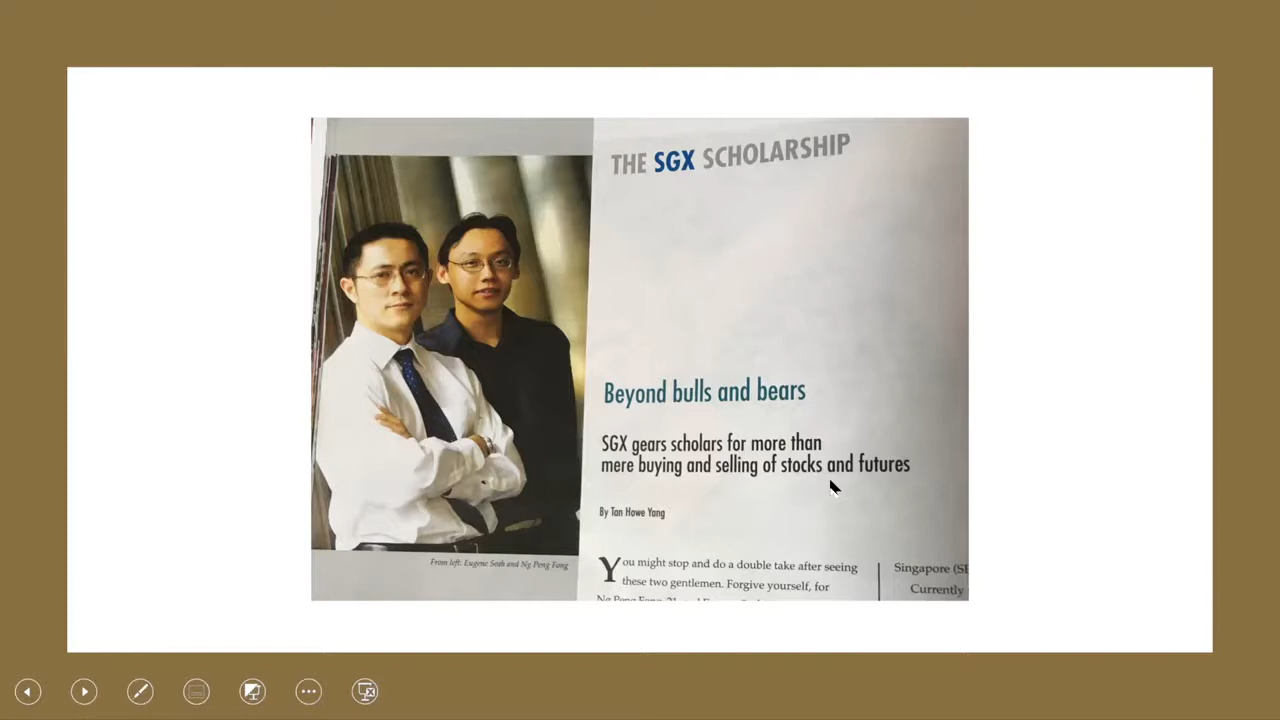 THE SGX SCHOLARSHIP
Beyond bulls and bears
SGX gears scholars for more than
mere buying and selling of stocks and futures
By Tan Howe Yang
From left: Eugene Seah and Ng Peng Fong
You might stop and do a double take after seeing
these two gentlemen. Forgive yourself, for
Singapore (SE
Currently